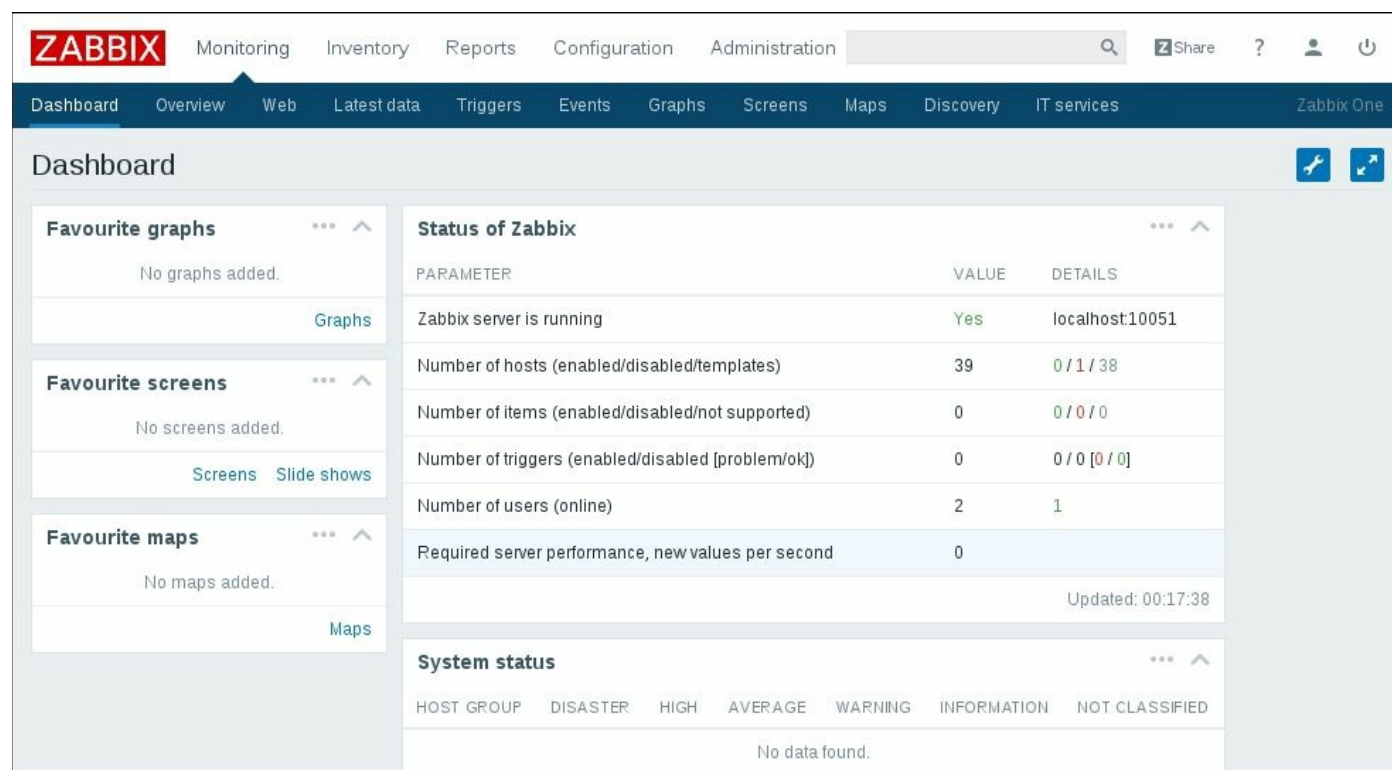 ZABBIX Monitoring Inventory Reports Configuration Administration Z Share ?
Dashboard Overview Web Latest data Triggers Events Graphs Screens Maps Discovery IT services Zabbix One
Dashboard
Favourite graphs
No graphs added.
Graphs
Favourite screens
No screens added.
Screens Slide shows
Favourite maps
No maps added.
Maps
Status of Zabbix
PARAMETER VALUE DETAILS
Zabbix server is running Yes localhost:10051
Number of hosts (enabled/disabled/templates) 39 0 / 1 / 38
Number of items (enabled/disabled/not supported) 0 0 / 0 / 0
Number of triggers (enabled/disabled [problem/ok]) 0 0 / 0 [0 / 0]
Number of users (online) 2 1
Required server performance, new values per second 0
Updated: 00:17:38
System status
HOST GROUP DISASTER HIGH AVERAGE WARNING INFORMATION NOT CLASSIFIED
No data found.